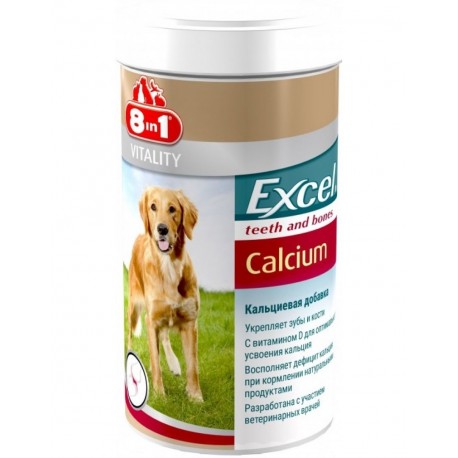 8in1®
VITALITY
Excel
teeth and bones
Calcium
Кальциевая добавка
Укрепляет зубы и кости
С витамином D для оптимального
усвоения кальция
Восполняет дефицит кальция
при кормлении натуральными
продуктами
Разработана с участием
ветеринарных врачей